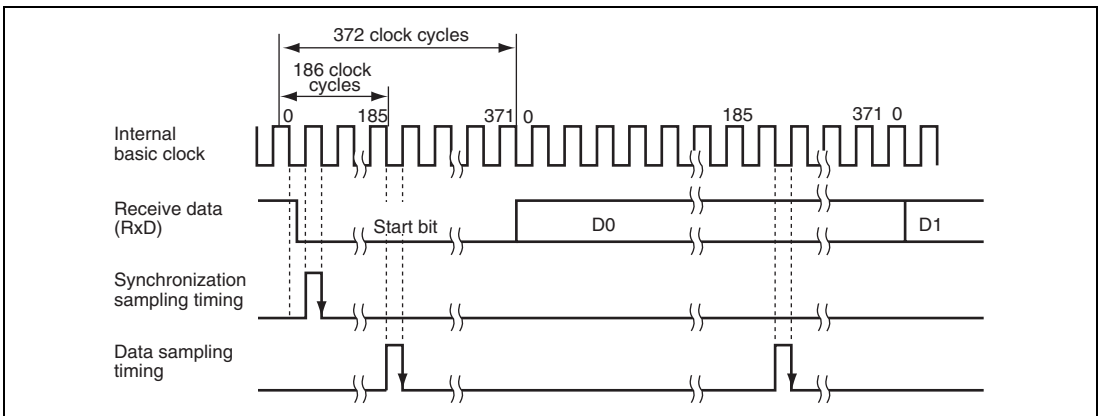 372 clock cycles
186 clock
cycles
0 185 371 0 185 371 0
Internal
basic clock
Receive data
(RxD)
Start bit D0 D1
Synchronization
sampling timing
Data sampling
timing